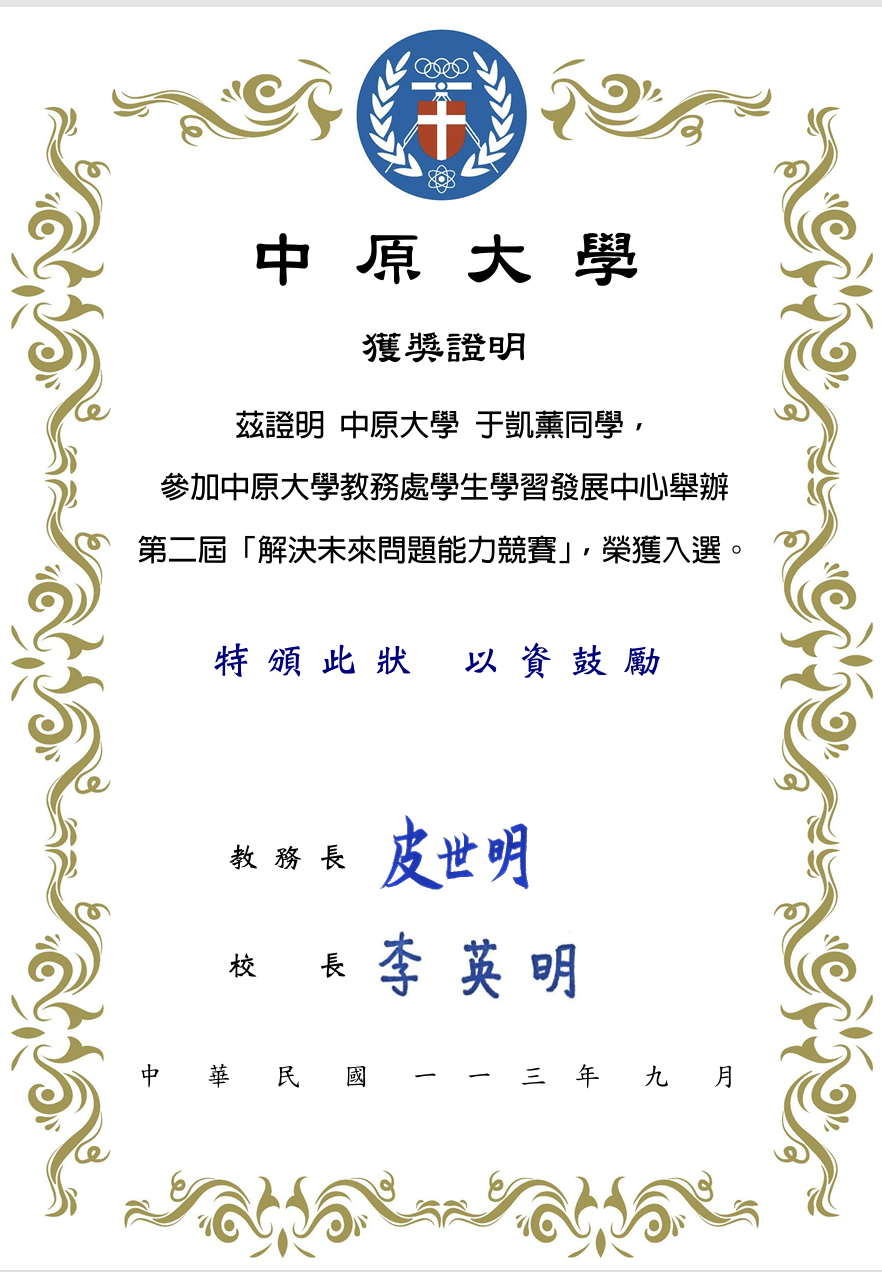 中原大學
獲獎證明
茲證明 中原大學 于凱薰同學，
參加中原大學教務處學生學習發展中心舉辦
第二屆「解決未來問題能力競賽」，榮獲入選。
特頒此狀 以資鼓勵
教務長 皮世明
校長 李英明
中華民國一一三年九月